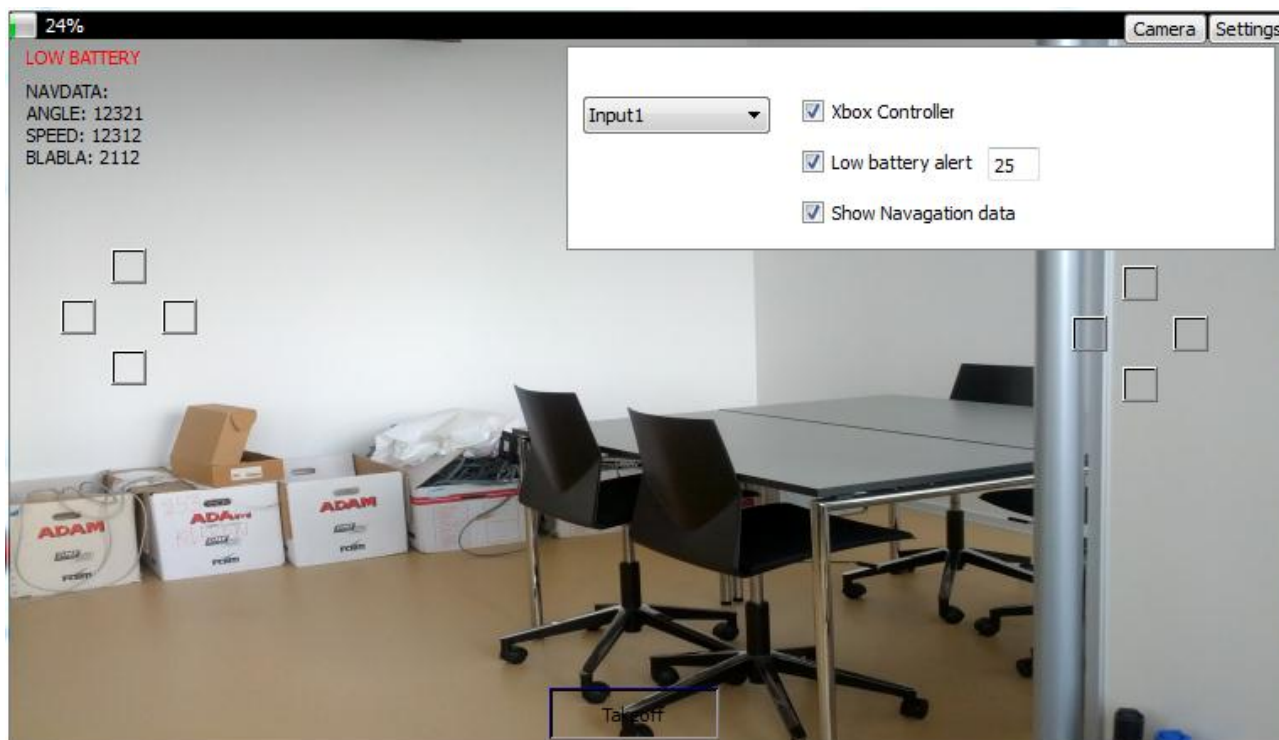 24%
Camera
Settings
LOW BATTERY
NAVDATA:
ANGLE: 12321
SPEED: 12312
BLABLA: 2112
Input1
Xbox Controller
Low battery alert 25
Show Navagation data
ADAM
ADAM
ADAM
Takeoff